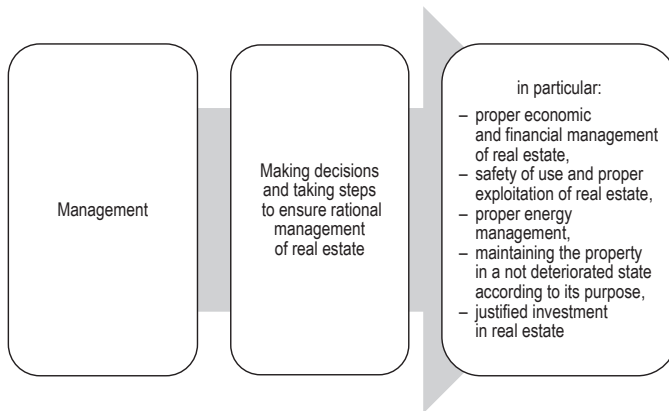 Management
Making decisions
and taking steps
to ensure rational
management
of real estate
in particular:
– proper economic
and financial management
of real estate,
– safety of use and proper
exploitation of real estate,
– proper energy
management,
– maintaining the property
in a not deteriorated state
according to its purpose,
– justified investment
in real estate